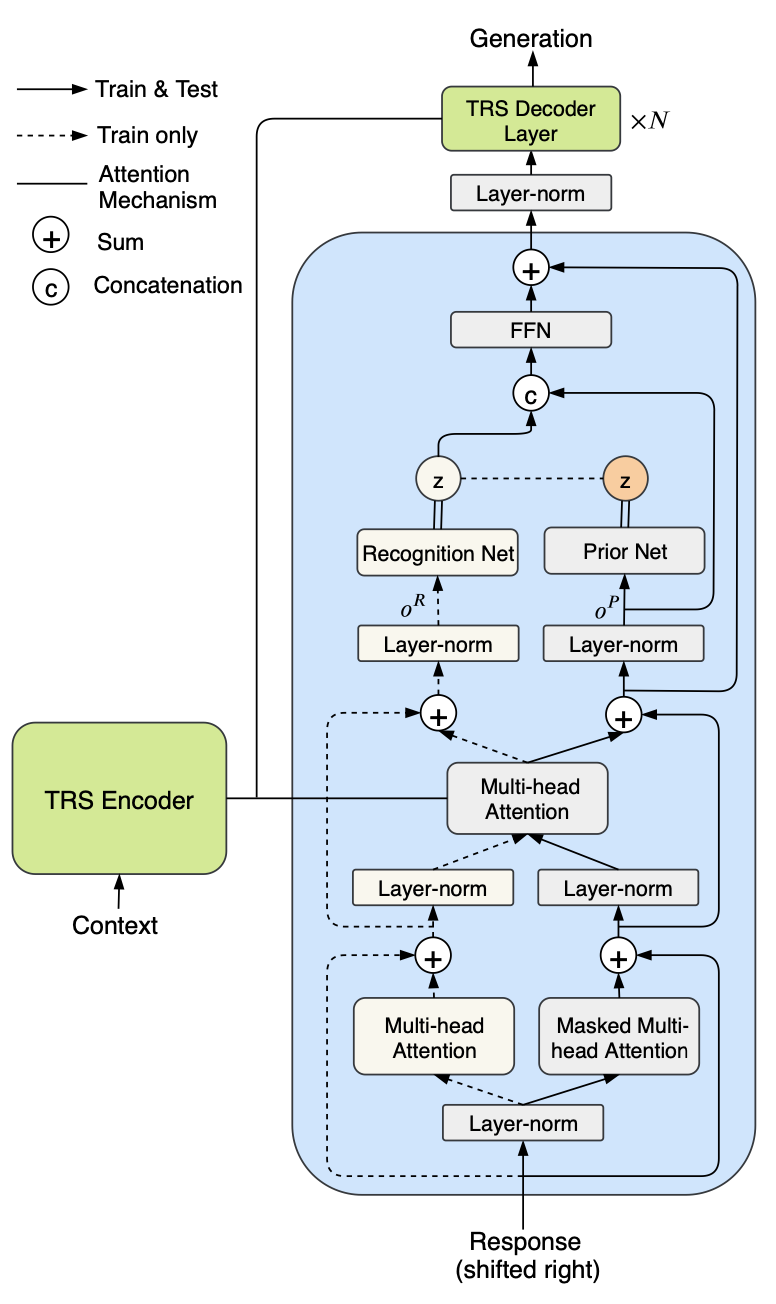 Generation
Train & Test
TRS Decoder
Layer
×N
Train only
Attention
Mechanism
Layer-norm
+
Sum
+
c
Concatenation
FFN
c
z
z
Recognition Net
Prior Net
o^R
o^P
Layer-norm
Layer-norm
+
+
TRS Encoder
Multi-head
Attention
Layer-norm
Layer-norm
Context
+
+
Multi-head
Attention
Masked Multi-
head Attention
Layer-norm
Response
(shifted right)